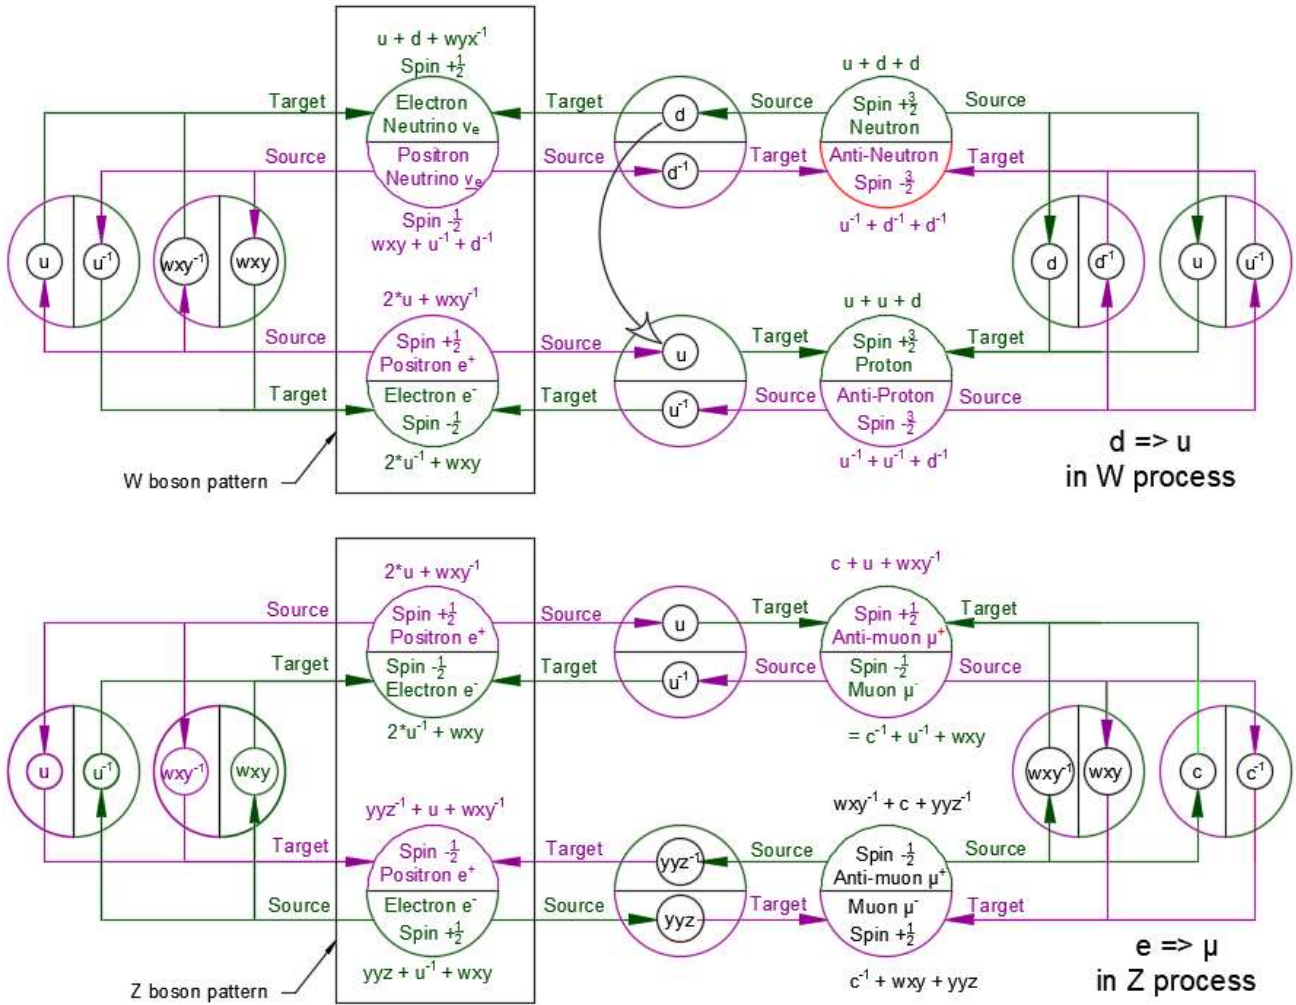 u + d + wyx⁻¹
Spin +½
u + d + d
Target
Electron
Neutrino νe
Target
d
Source
Spin +3/2
Neutron
Source
Source
Positron
Neutrino νe
Source
d⁻¹
Target
Anti-Neutron
Spin -3/2
Target
Spin -½
wxy + u⁻¹ + d⁻¹
u⁻¹ + d⁻¹ + d⁻¹
u
u⁻¹
wxy⁻¹
wxy
d
d⁻¹
u
u⁻¹
2*u + wxy⁻¹
u + u + d
Source
Spin +½
Positron e⁺
Source
u
Target
Spin +3/2
Proton
Target
Target
Electron e⁻
Spin -½
Target
u⁻¹
Source
Anti-Proton
Spin -3/2
Source
2*u⁻¹ + wxy
u⁻¹ + u⁻¹ + d⁻¹
W boson pattern
d => u
in W process
2*u + wxy⁻¹
c + u + wxy⁻¹
Source
Spin +½
Positron e⁺
Source
u
Target
Spin +½
Anti-muon μ⁺
Target
Target
Spin -½
Electron e⁻
Target
u⁻¹
Source
Spin -½
Muon μ⁻
Source
2*u⁻¹ + wxy
= c⁻¹ + u⁻¹ + wxy
u
u⁻¹
wxy⁻¹
wxy
wxy⁻¹
wxy
c
c⁻¹
yyz⁻¹ + u + wxy⁻¹
wxy⁻¹ + c + yyz⁻¹
Target
Spin -½
Positron e⁺
Target
yyz⁻¹
Source
Spin -½
Anti-muon μ⁺
Source
Source
Electron e⁻
Spin +½
Source
yyz
Target
Muon μ⁻
Spin +½
Target
yyz + u⁻¹ + wxy
c⁻¹ + wxy + yyz
Z boson pattern
e => μ
in Z process